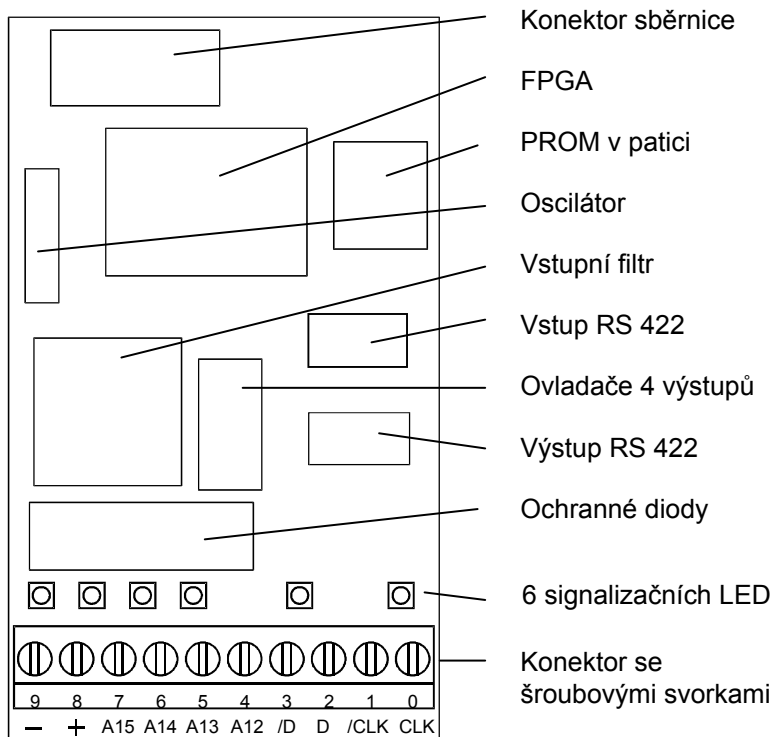 Konektor sběrnice
FPGA
PROM v patici
Oscilátor
Vstupní filtr
Vstup RS 422
Ovladače 4 výstupů
Výstup RS 422
Ochranné diody
6 signalizačních LED
Konektor se
šroubovými svorkami
9 8 7 6 5 4 3 2 1 0
– + A15 A14 A13 A12 /D D /CLK CLK